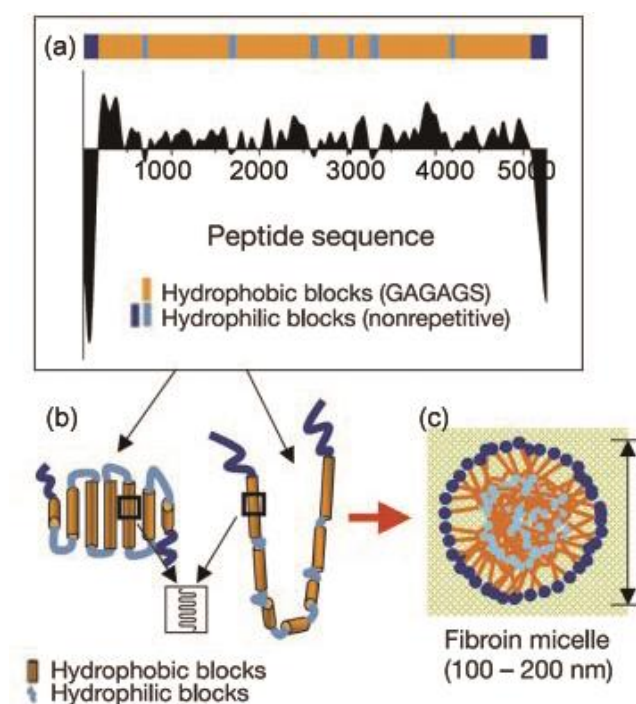 (a)
1000 2000 3000 4000 5000
Peptide sequence
Hydrophobic blocks (GAGAGS)
Hydrophilic blocks (nonrepetitive)
(b)
(c)
Fibroin micelle
(100 – 200 nm)
Hydrophobic blocks
Hydrophilic blocks